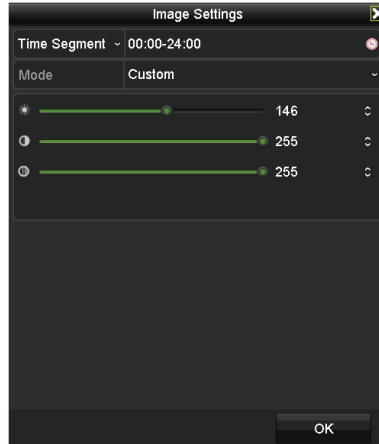 Image Settings
Time Segment 00:00-24:00
Mode Custom
146
255
255
OK